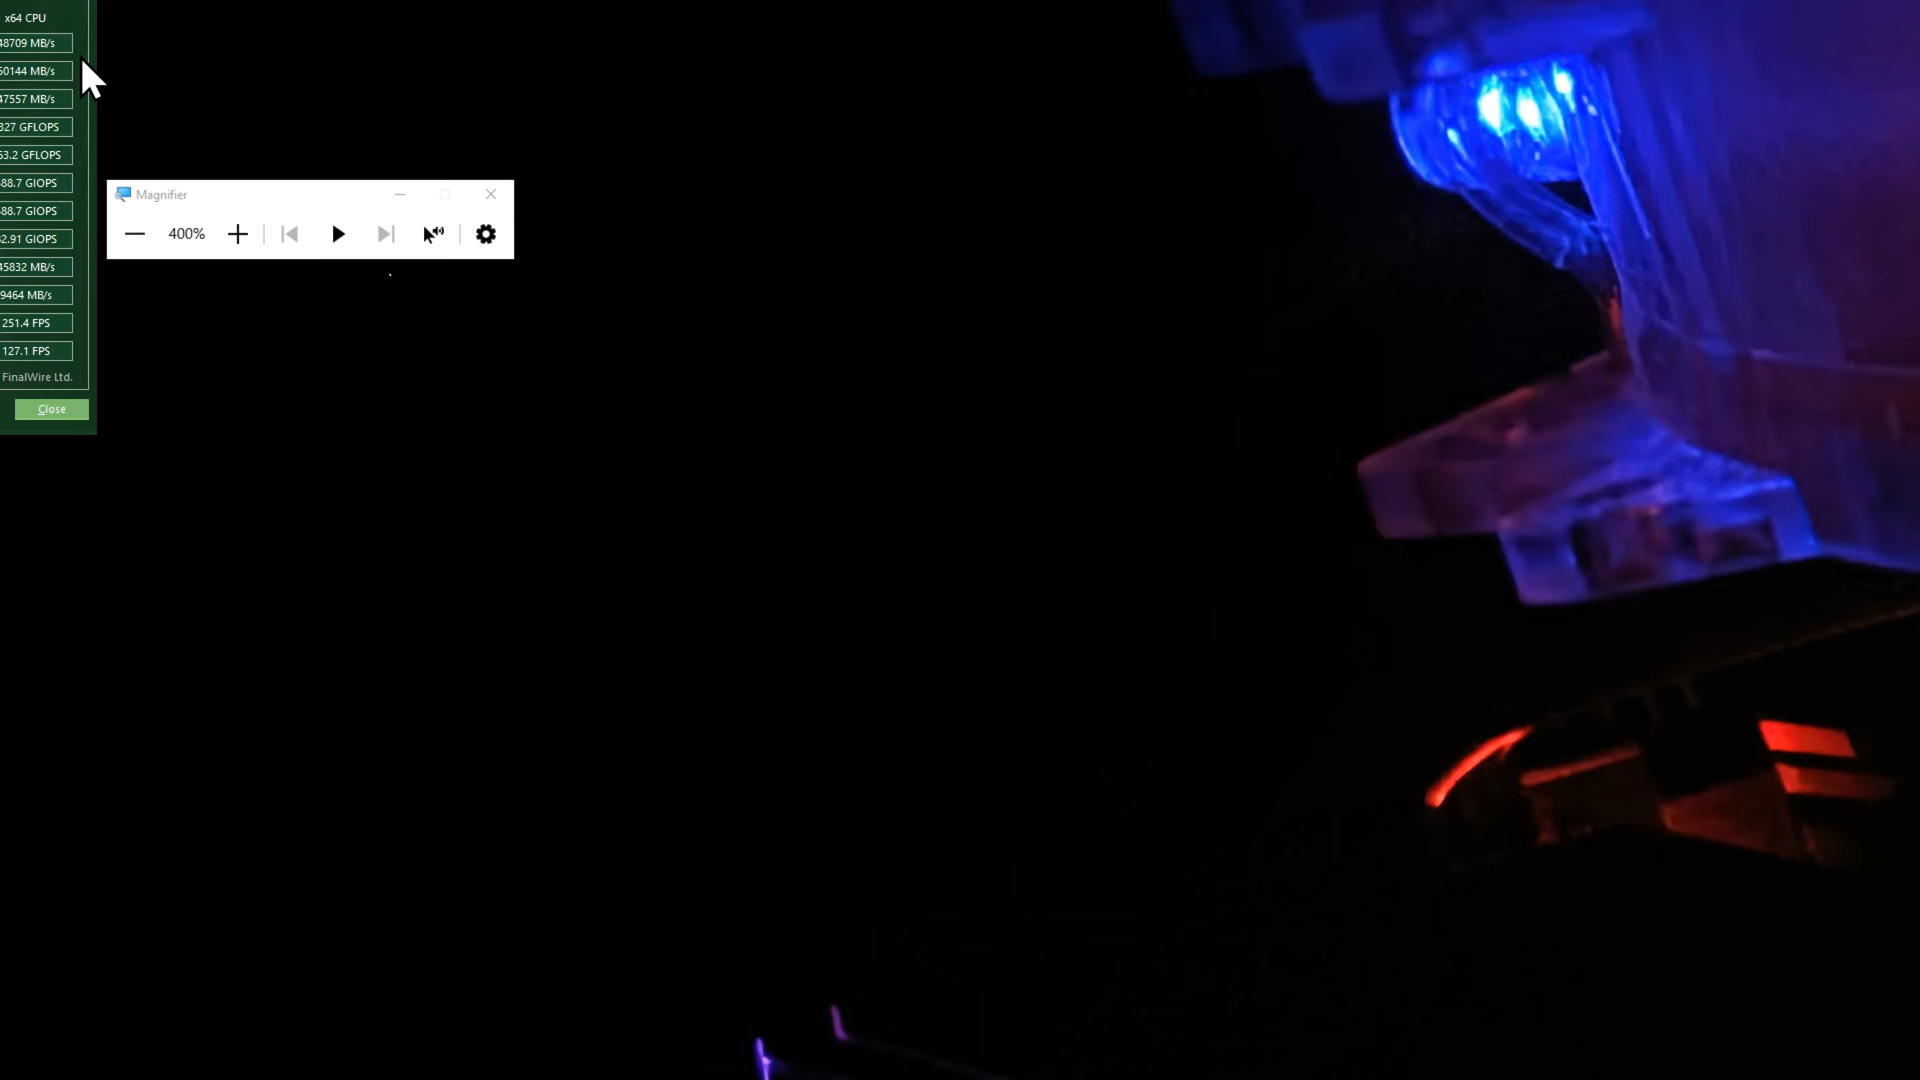 x64 CPU
48709 MB/s
50144 MB/s
47557 MB/s
827 GFLOPS
53.2 GFLOPS
88.7 GIOPS
88.7 GIOPS
2.91 GIOPS
45832 MB/s
9464 MB/s
251.4 FPS
127.1 FPS
FinalWire Ltd.
Close
Magnifier
400%